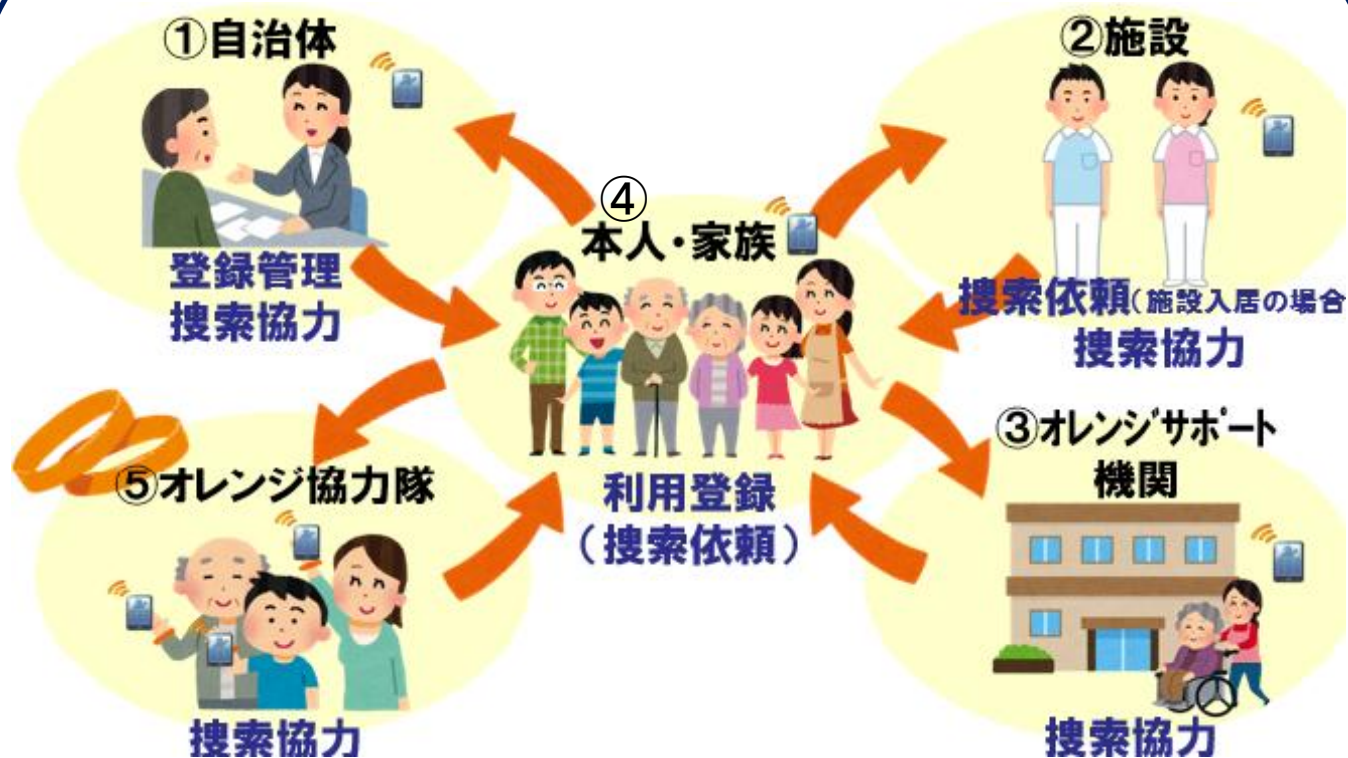 ①自治体
登録管理
捜索協力
②施設
捜索依頼(施設入居の場合
捜索協力
④
本人・家族
利用登録
(捜索依頼)
③オレンジサポート
機関
捜索協力
⑤オレンジ協力隊
捜索協力